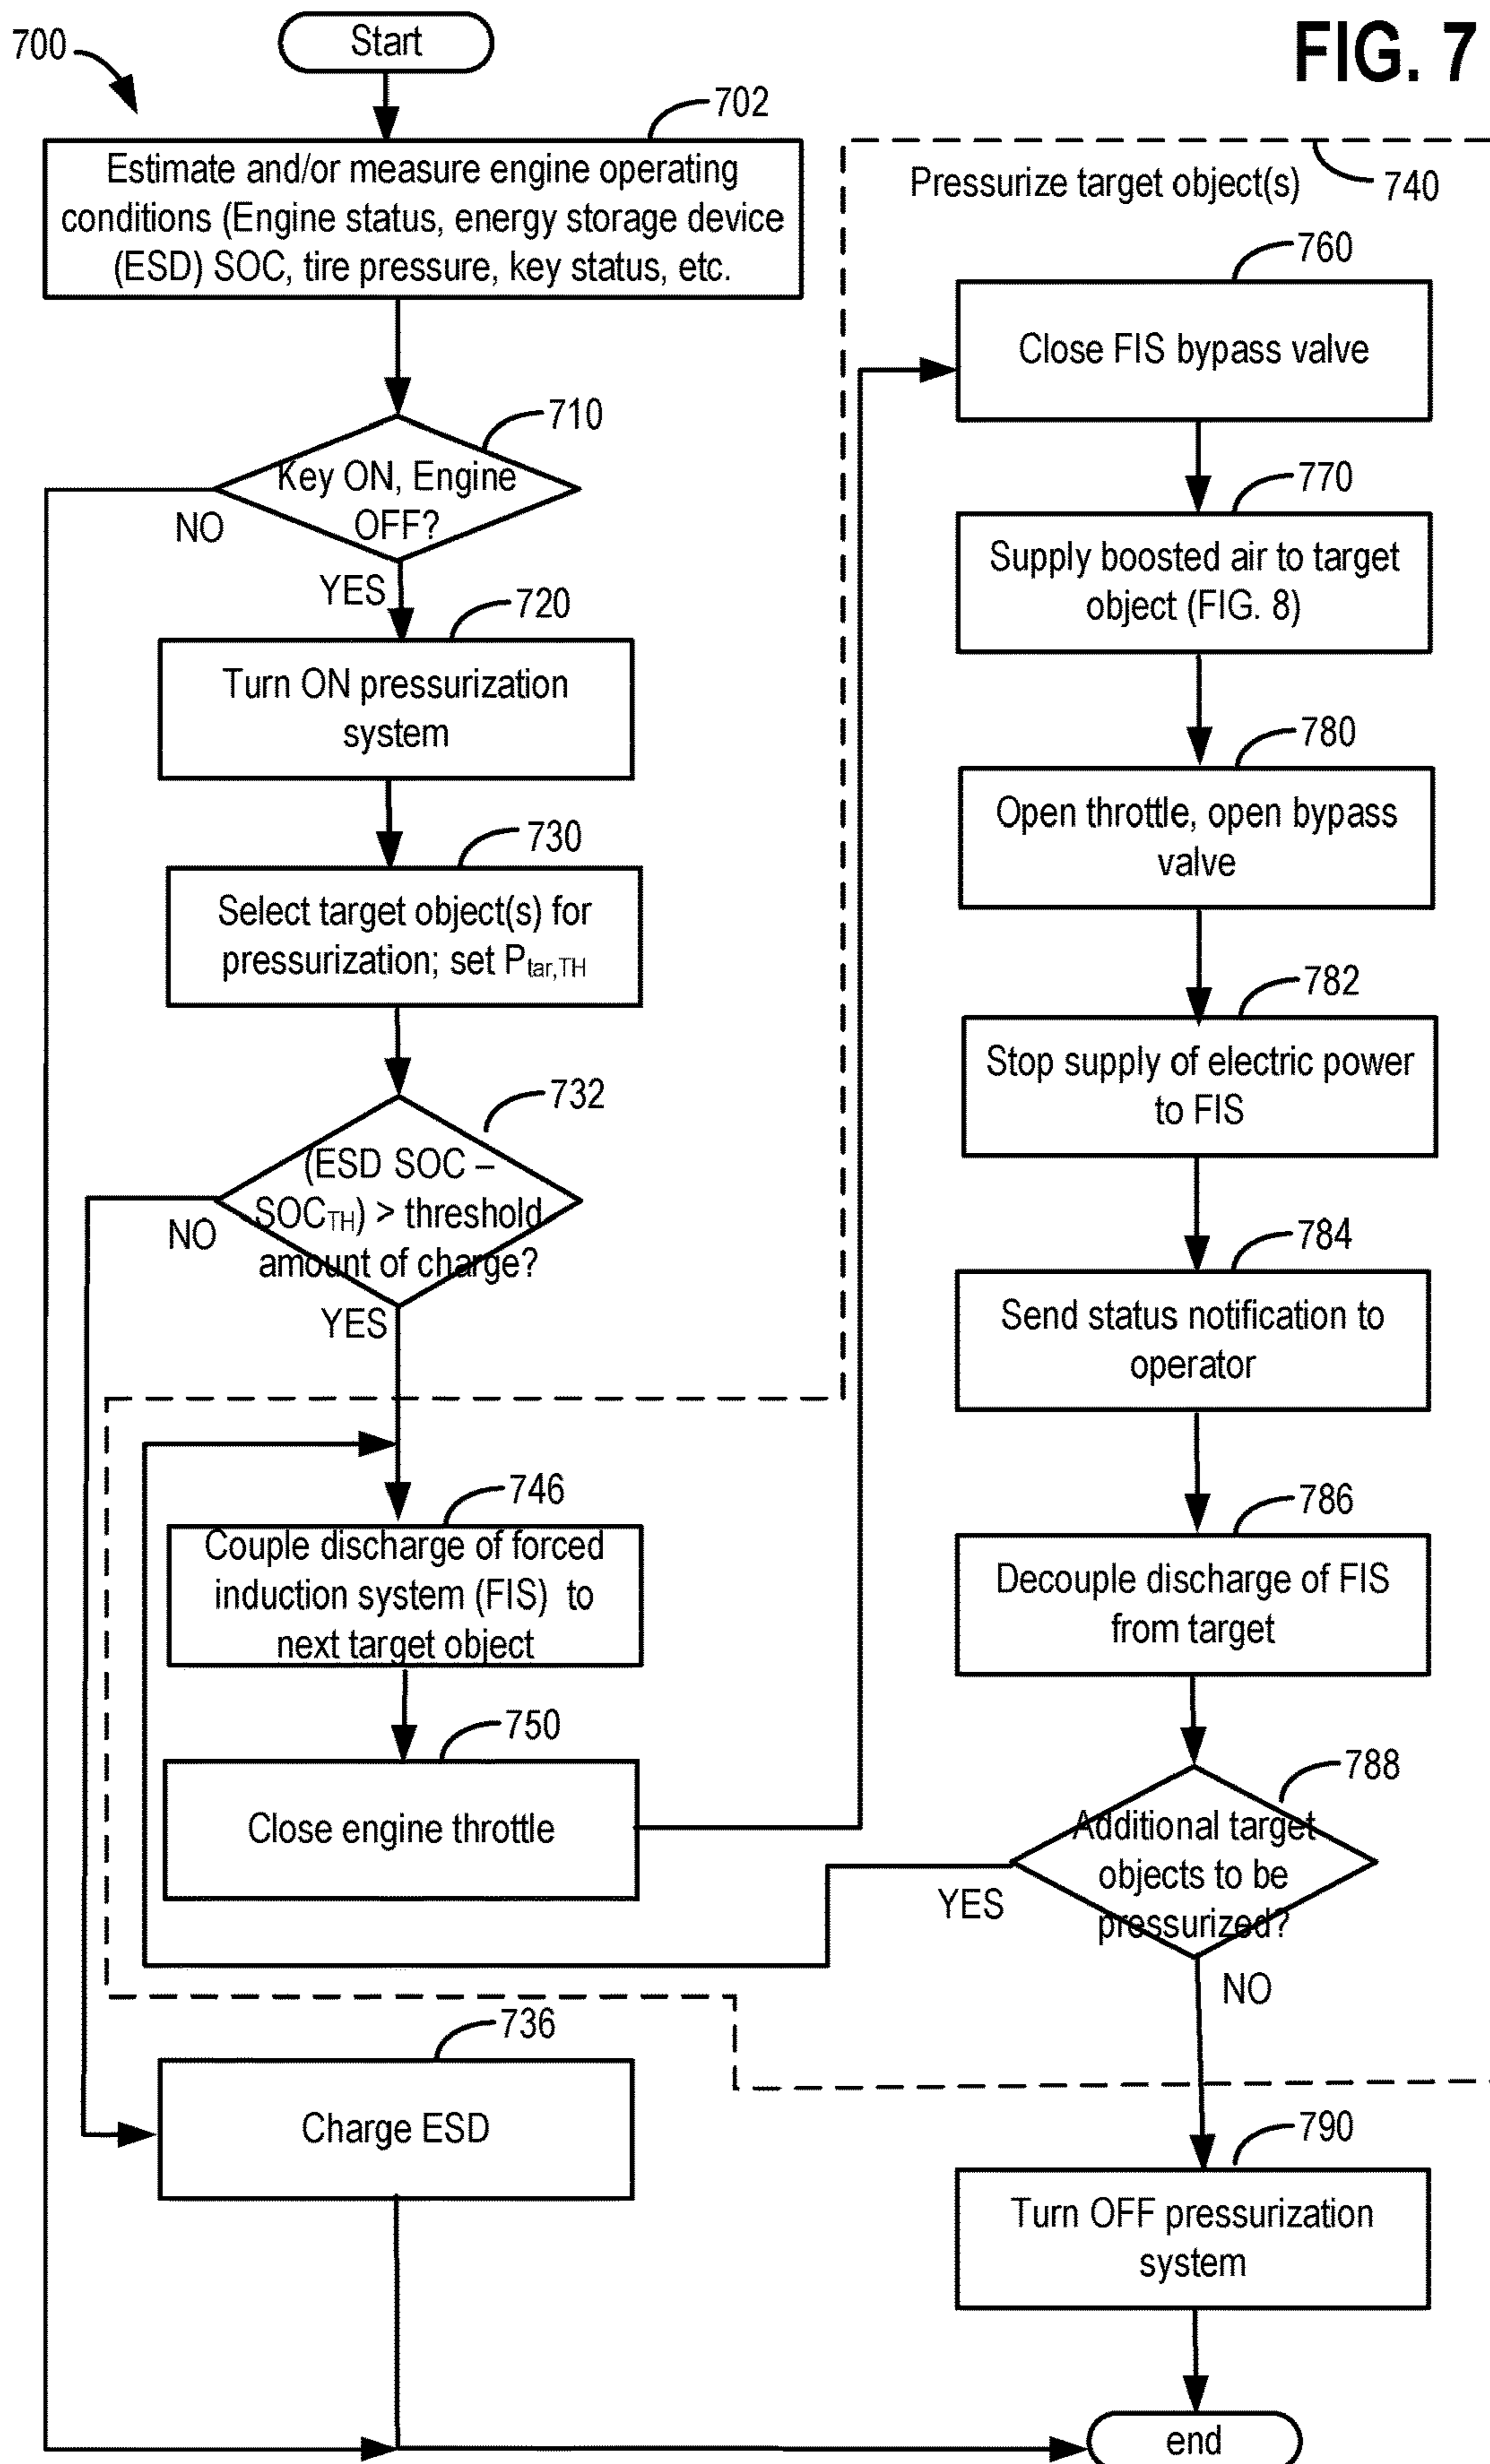 FIG. 7
700
Start
702
Estimate and/or measure engine operating
conditions (Engine status, energy storage device
(ESD) SOC, tire pressure, key status, etc.
710
Key ON, Engine
OFF?
NO
YES
720
Turn ON pressurization
system
730
Select target object(s) for
pressurization; set Ptar,TH
732
(ESD SOC –
SOCTH) > threshold
amount of charge?
NO
YES
746
Couple discharge of forced
induction system (FIS) to
next target object
750
Close engine throttle
736
Charge ESD
Pressurize target object(s)
740
760
Close FIS bypass valve
770
Supply boosted air to target
object (FIG. 8)
780
Open throttle, open bypass
valve
782
Stop supply of electric power
to FIS
784
Send status notification to
operator
786
Decouple discharge of FIS
from target
788
Additional target
objects to be
pressurized?
YES
NO
790
Turn OFF pressurization
system
end